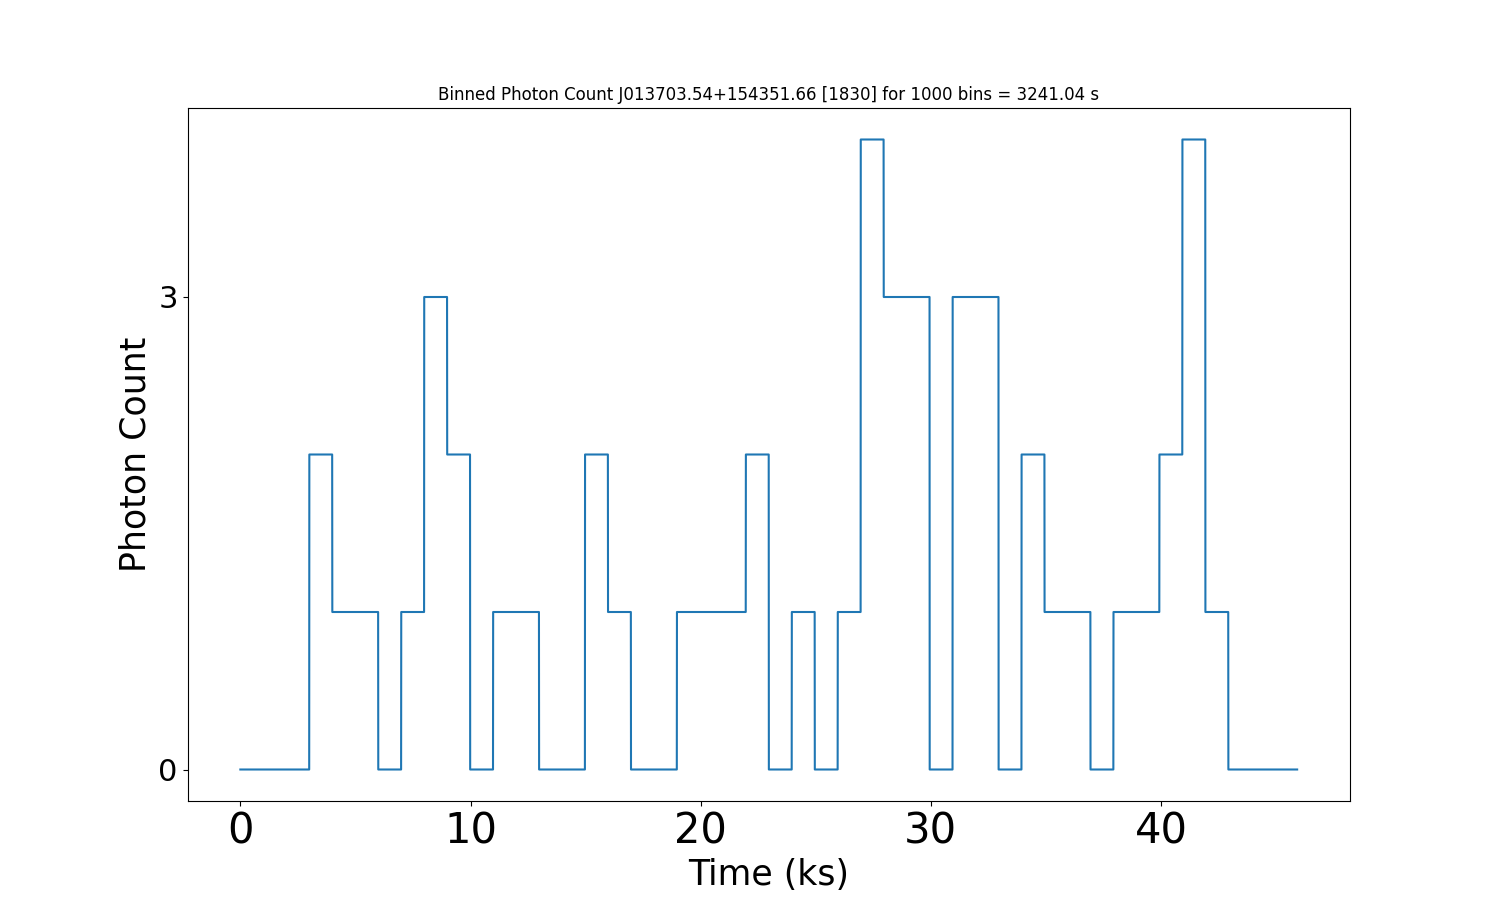 Binned Photon Count J013703.54+154351.66 [1830] for 1000 bins = 3241.04 s
Photon Count
3
0
0 10 20 30 40
Time (ks)